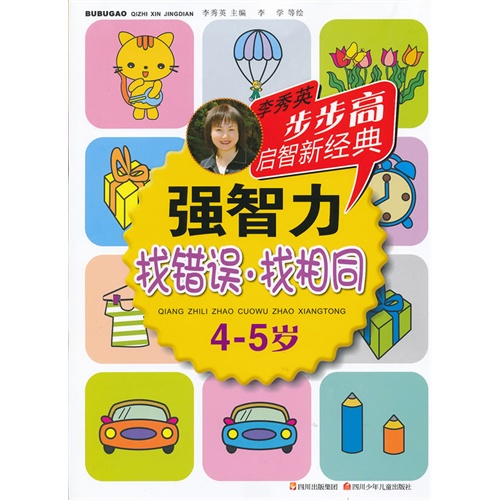 BUBUGAO QIZHI XIN JINGDIAN 李秀英 主编 李 学 等绘
李秀英
步步高
启智新经典
强智力
找错误·找相同
QIANG ZHILI ZHAO CUOWU ZHAO XIANGTONG
4-5岁
四川出版集团 四川少年儿童出版社